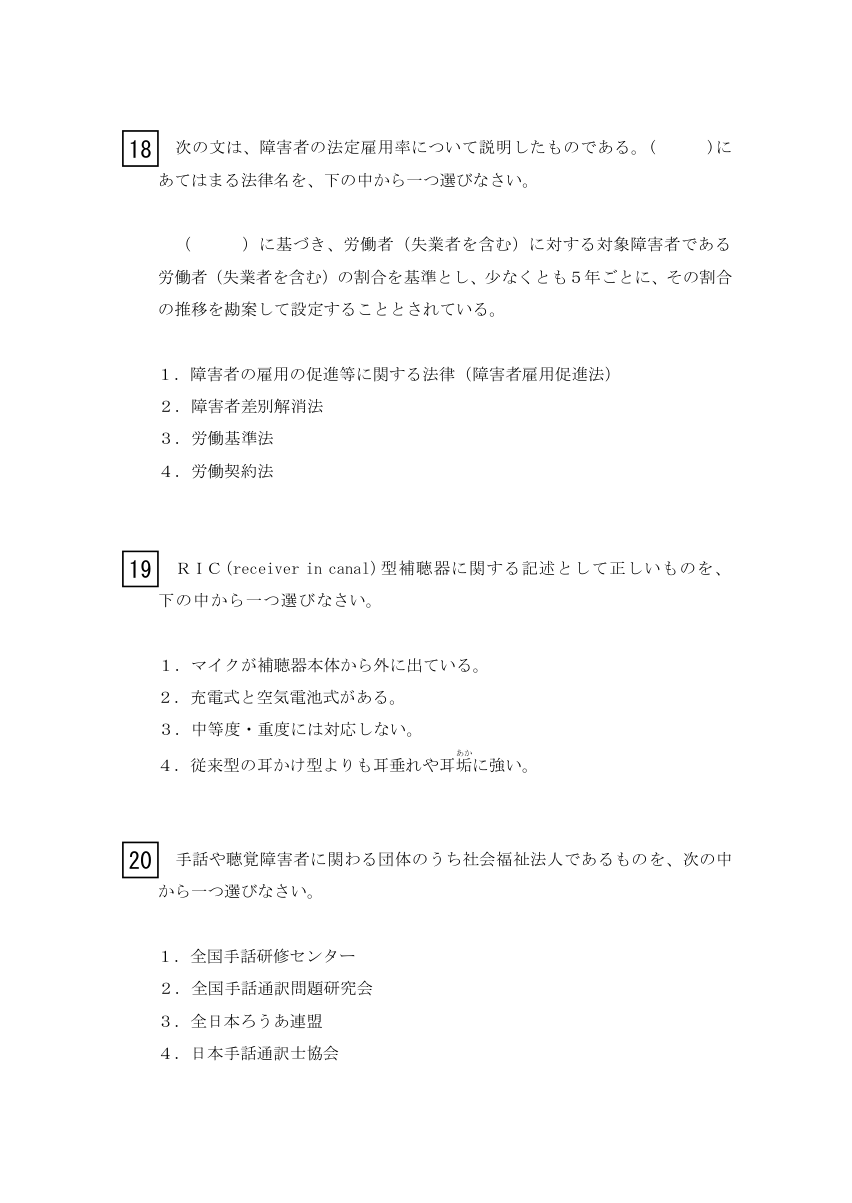 18　次の文は、障害者の法定雇用率について説明したものである。（　　　）に
あてはまる法律名を、下の中から一つ選びなさい。
（　　　）に基づき、労働者（失業者を含む）に対する対象障害者である
労働者（失業者を含む）の割合を基準とし、少なくとも５年ごとに、その割合
の推移を勘案して設定することとされている。
１．障害者の雇用の促進等に関する法律（障害者雇用促進法）
２．障害者差別解消法
３．労働基準法
４．労働契約法
19　ＲＩＣ(receiver in canal)型補聴器に関する記述として正しいものを、
下の中から一つ選びなさい。
１．マイクが補聴器本体から外に出ている。
２．充電式と空気電池式がある。
３．中等度・重度には対応しない。
あか
４．従来型の耳かけ型よりも耳垂れや耳垢に強い。
20　手話や聴覚障害者に関わる団体のうち社会福祉法人であるものを、次の中
から一つ選びなさい。
１．全国手話研修センター
２．全国手話通訳問題研究会
３．全日本ろうあ連盟
４．日本手話通訳士協会